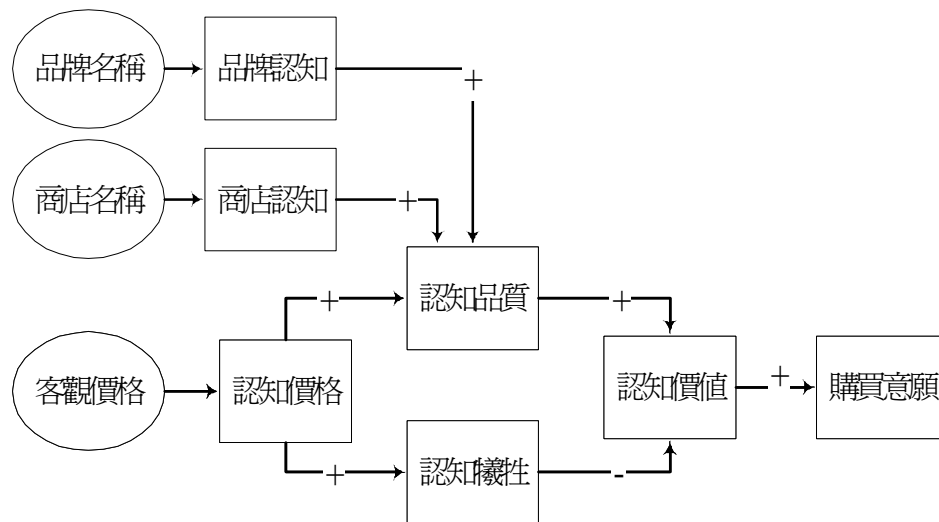 品牌名稱
品牌認知
+
商店名稱
商店認知
+
認知品質
+
+
客觀價格
認知價格
認知價值
+
購買意願
+
認知犧牲
-